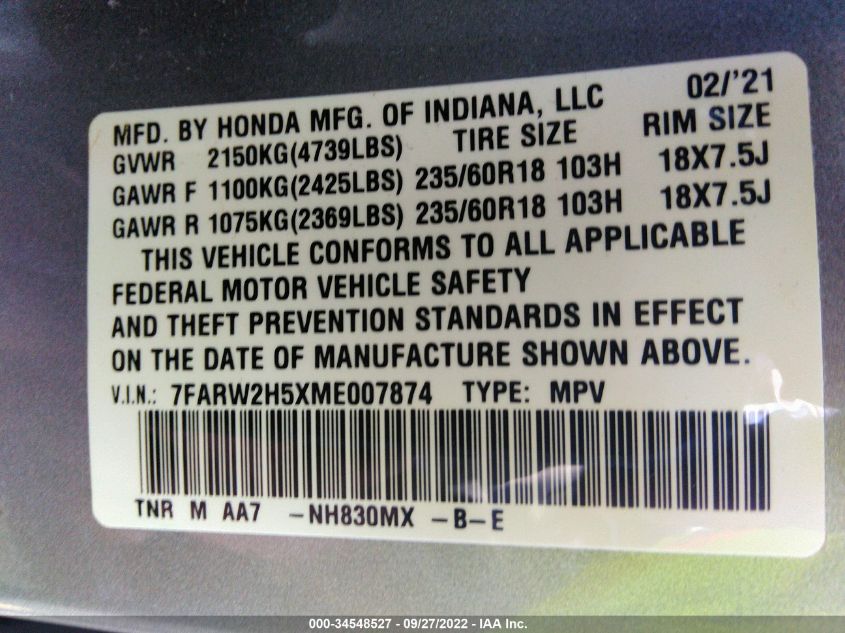 MFD. BY HONDA MFG. OF INDIANA, LLC 02/'21
GVWR 2150KG(4739LBS) TIRE SIZE RIM SIZE
GAWR F 1100KG(2425LBS) 235/60R18 103H 18X7.5J
GAWR R 1075KG(2369LBS) 235/60R18 103H 18X7.5J
THIS VEHICLE CONFORMS TO ALL APPLICABLE
FEDERAL MOTOR VEHICLE SAFETY
AND THEFT PREVENTION STANDARDS IN EFFECT
ON THE DATE OF MANUFACTURE SHOWN ABOVE.
V.I.N.: 7FARW2H5XME007874 TYPE: MPV
TNR M AA7 -NH830MX -B-E
000-34548527 - 09/27/2022 - IAA Inc.